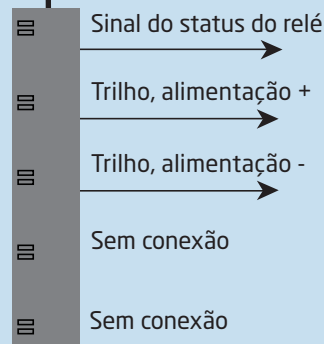 Sinal do status do relé
Trilho, alimentação +
Trilho, alimentação -
Sem conexão
Sem conexão